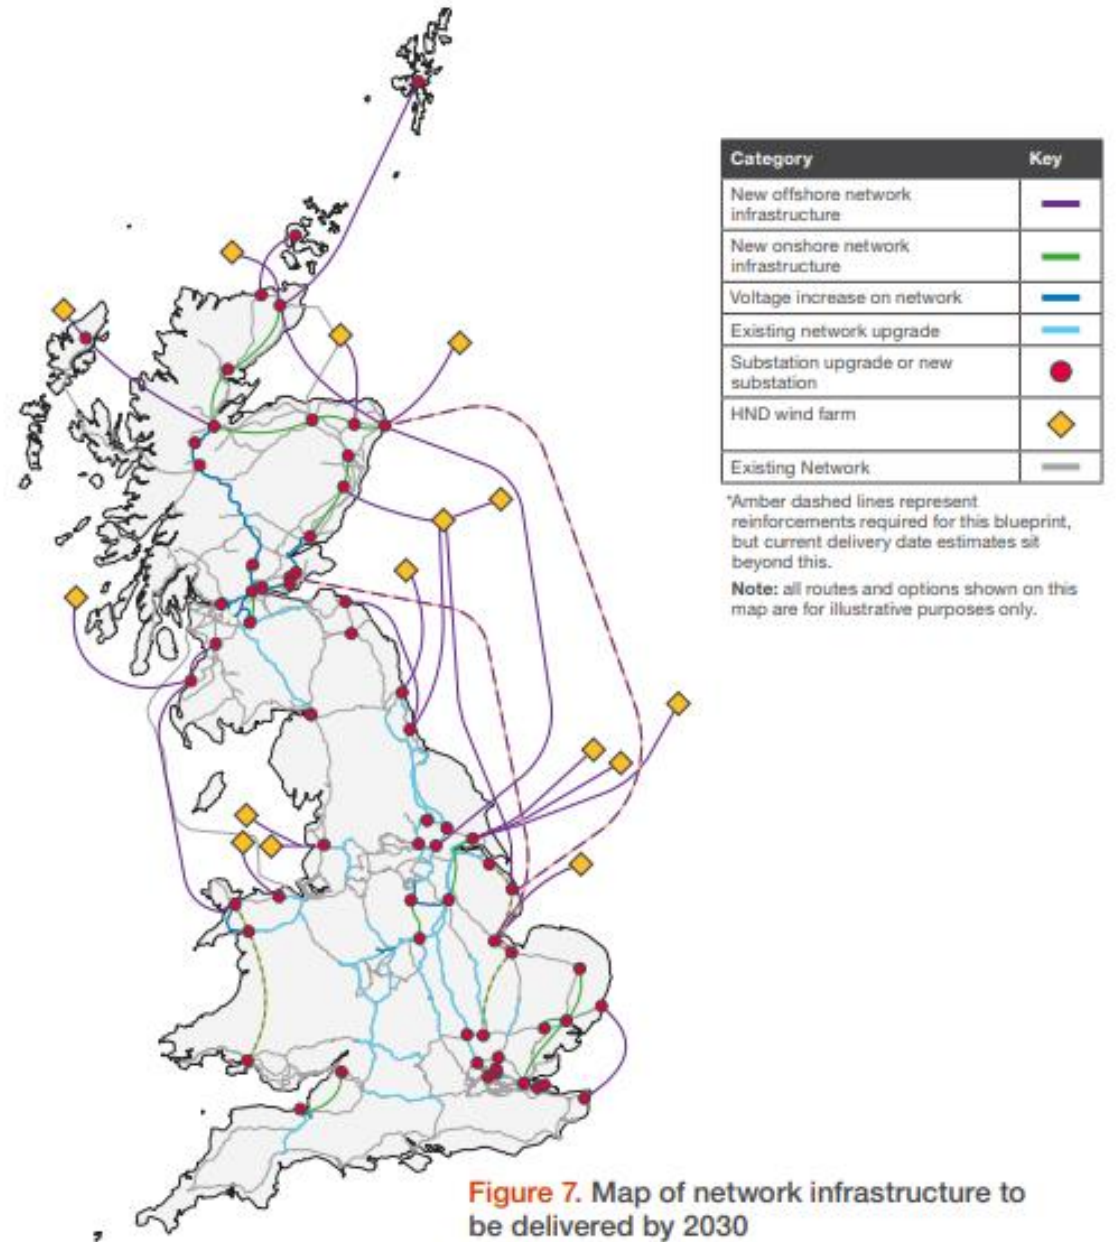 Category Key
New offshore network
infrastructure
New onshore network
infrastructure
Voltage increase on network
Existing network upgrade
Substation upgrade or new
substation
HND wind farm
Existing Network
*Amber dashed lines represent
reinforcements required for this blueprint,
but current delivery date estimates sit
beyond this.
Note: all routes and options shown on this
map are for illustrative purposes only.
Figure 7. Map of network infrastructure to
be delivered by 2030